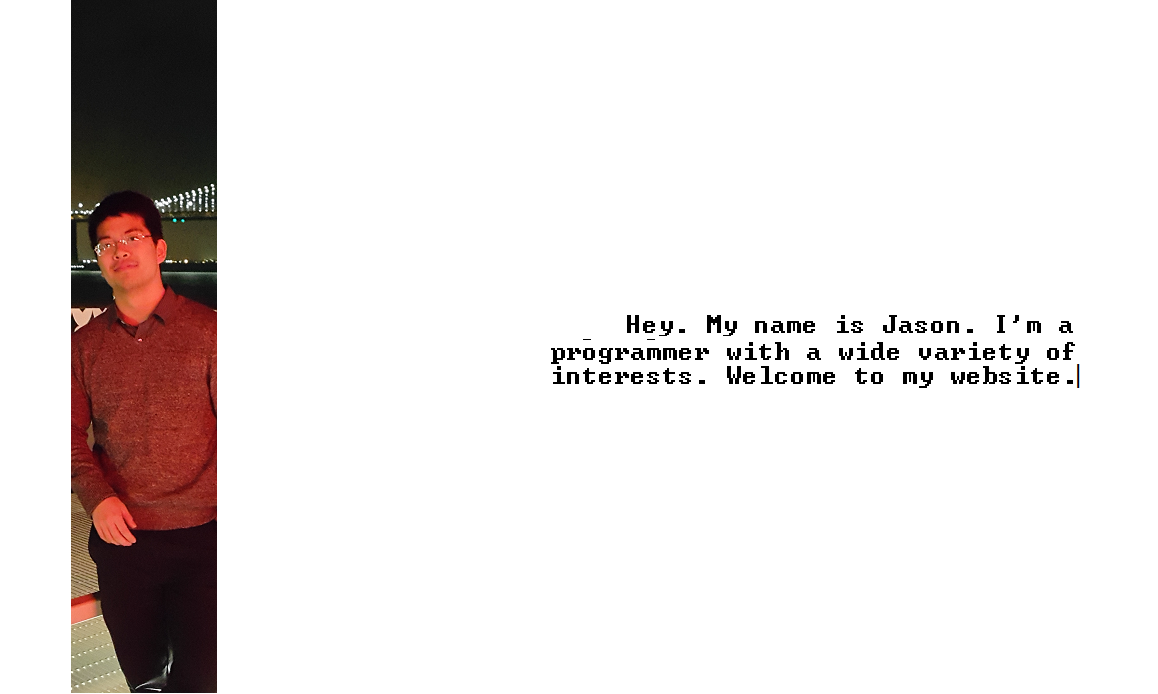 Hey. My name is Jason. I'm a
programmer with a wide variety of
interests. Welcome to my website.